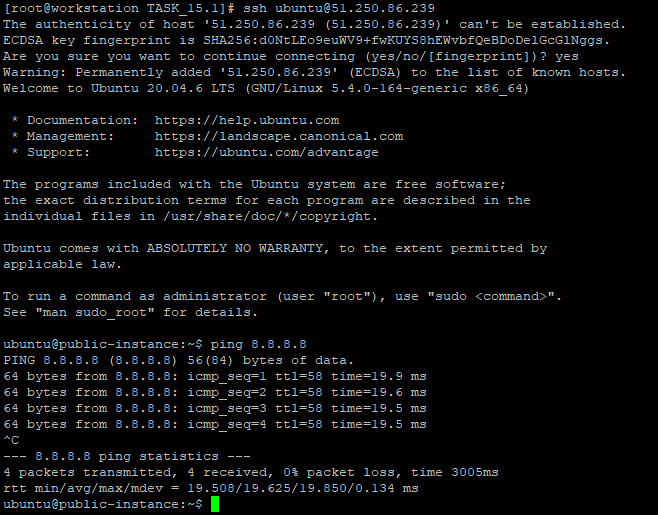 [root@workstation TASK_15.1]# ssh ubuntu@51.250.86.239
The authenticity of host '51.250.86.239 (51.250.86.239)' can't be established.
ECDSA key fingerprint is SHA256:d0NtLEo9euWV9+fwKUYS8hEWvbfQeBDoDelGcGlNggs.
Are you sure you want to continue connecting (yes/no/[fingerprint])? yes
Warning: Permanently added '51.250.86.239' (ECDSA) to the list of known hosts.
Welcome to Ubuntu 20.04.6 LTS (GNU/Linux 5.4.0-164-generic x86_64)

 * Documentation:  https://help.ubuntu.com
 * Management:     https://landscape.canonical.com
 * Support:        https://ubuntu.com/advantage

The programs included with the Ubuntu system are free software;
the exact distribution terms for each program are described in the
individual files in /usr/share/doc/*/copyright.

Ubuntu comes with ABSOLUTELY NO WARRANTY, to the extent permitted by
applicable law.

To run a command as administrator (user "root"), use "sudo <command>".
See "man sudo_root" for details.

ubuntu@public-instance:~$ ping 8.8.8.8
PING 8.8.8.8 (8.8.8.8) 56(84) bytes of data.
64 bytes from 8.8.8.8: icmp_seq=1 ttl=58 time=19.9 ms
64 bytes from 8.8.8.8: icmp_seq=2 ttl=58 time=19.6 ms
64 bytes from 8.8.8.8: icmp_seq=3 ttl=58 time=19.5 ms
64 bytes from 8.8.8.8: icmp_seq=4 ttl=58 time=19.5 ms
^C
--- 8.8.8.8 ping statistics ---
4 packets transmitted, 4 received, 0% packet loss, time 3005ms
rtt min/avg/max/mdev = 19.508/19.625/19.850/0.134 ms
ubuntu@public-instance:~$